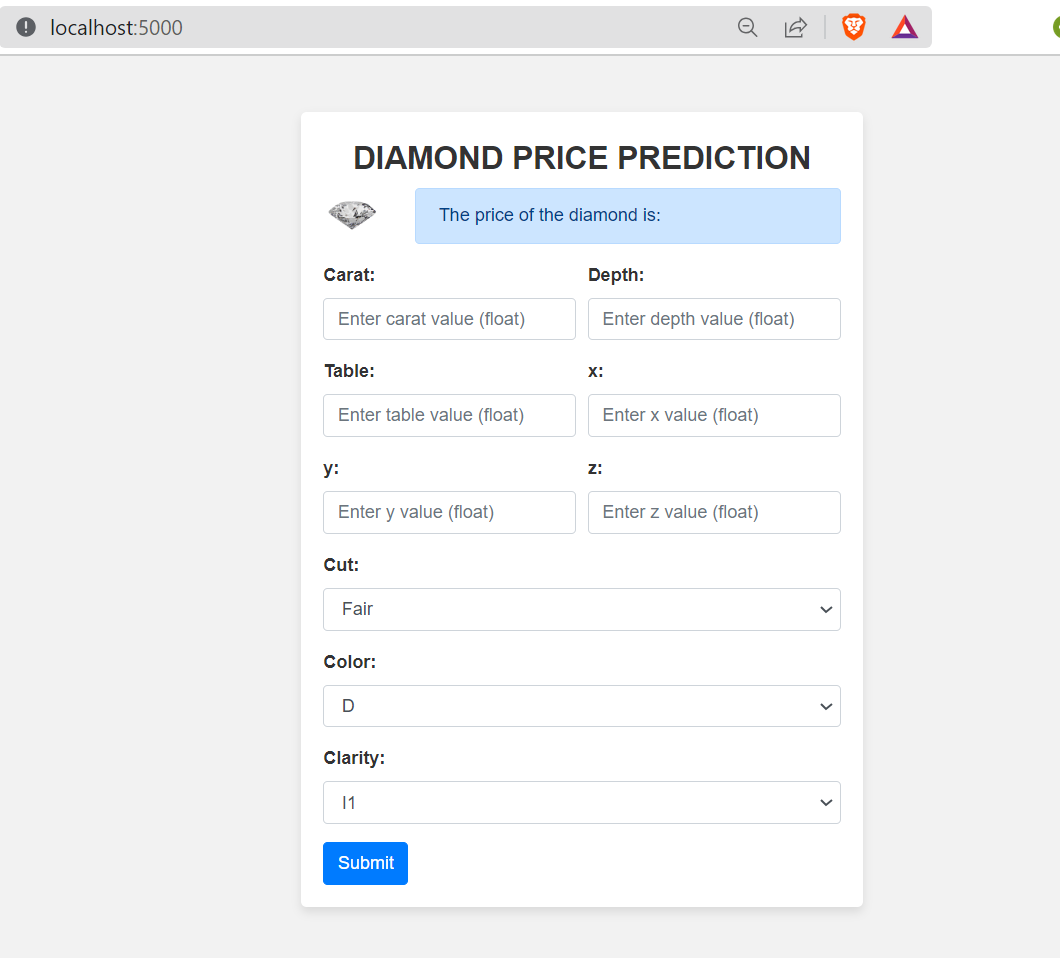 localhost:5000
DIAMOND PRICE PREDICTION
The price of the diamond is:
Carat:
Depth:
Enter carat value (float)
Enter depth value (float)
Table:
x:
Enter table value (float)
Enter x value (float)
y:
z:
Enter y value (float)
Enter z value (float)
Cut:
Fair
Color:
D
Clarity:
I1
Submit